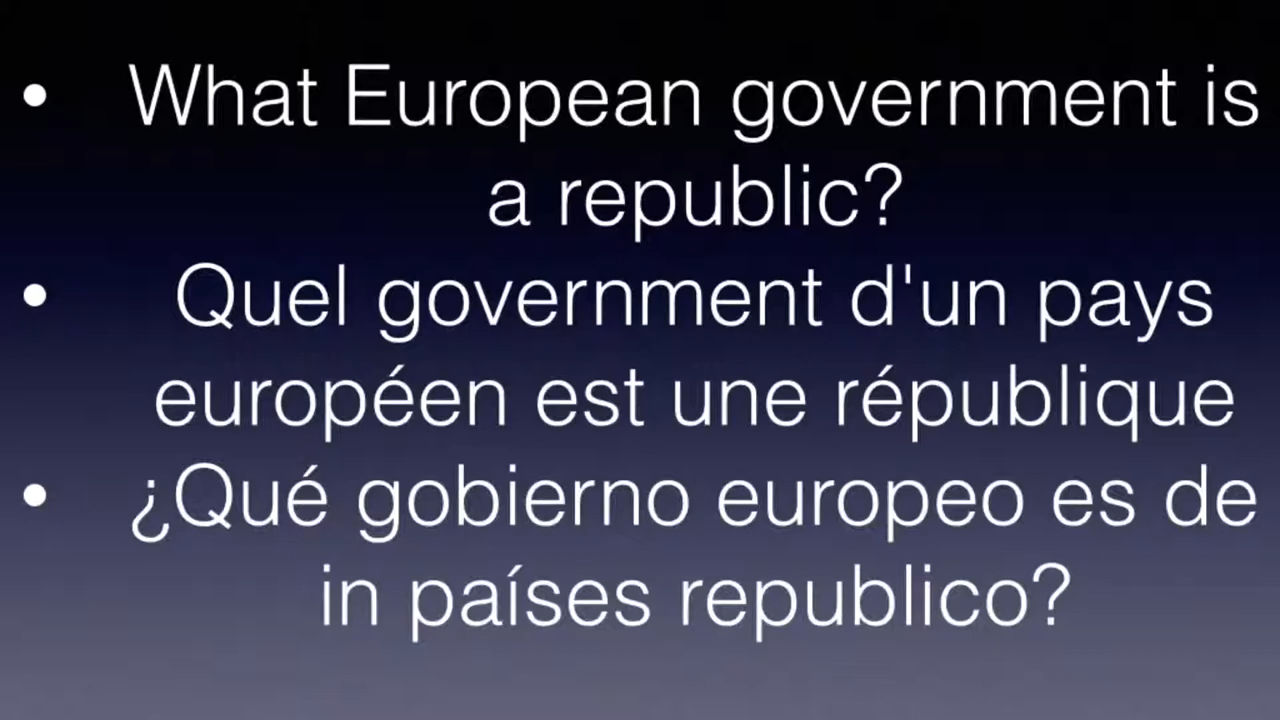 • What European government is
a republic?
• Quel government d'un pays
européen est une république
• ¿Qué gobierno europeo es de
in países republico?